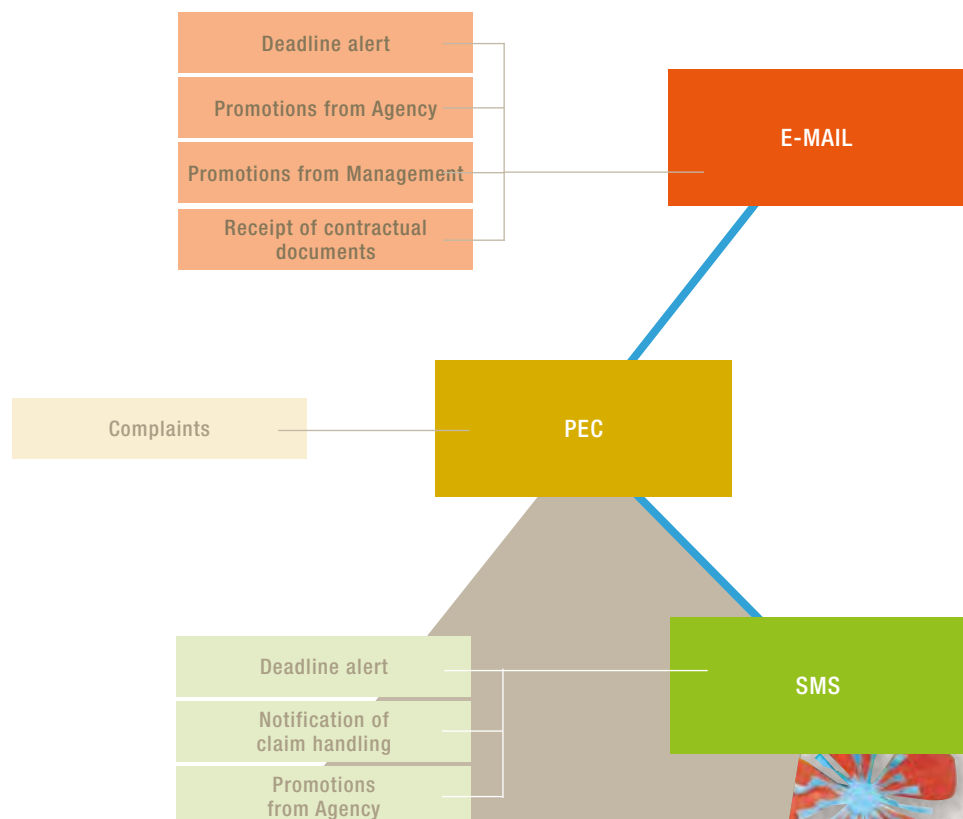 Deadline alert
Promotions from Agency
Promotions from Management
Receipt of contractual
documents
E-MAIL
Complaints
PEC
Deadline alert
Notification of
claim handling
Promotions
from Agency
SMS